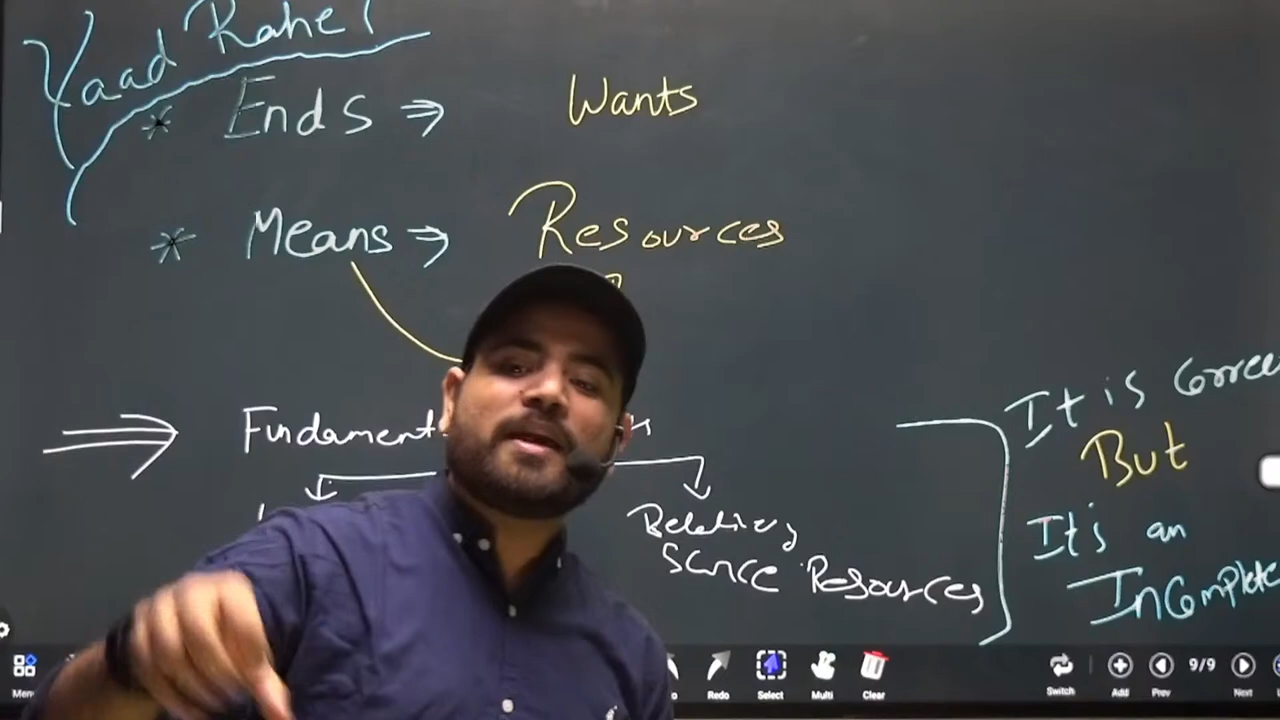 Yaad Rahe!
* Ends ⇒ Wants
* Means ⇒ Resources
⇒ Fundament
Relatively
Scarce Resources
It is Correc
But
It's an
Incomplete
Redo
Select
Multi
Clear
Switch
Add
Prev
9/9
Next